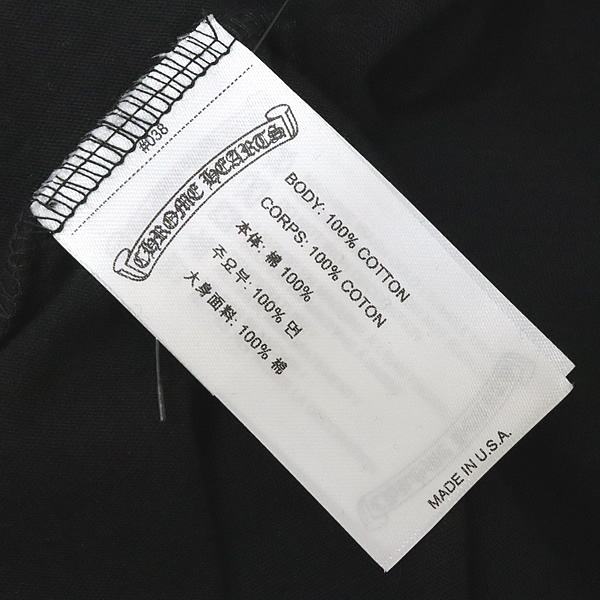 #038
CHROME HEARTS
BODY: 100% COTTON
CORPS: 100% COTON
本体: 綿 100%
주요부: 100% 면
大身面料: 100% 棉
MADE IN U.S.A.